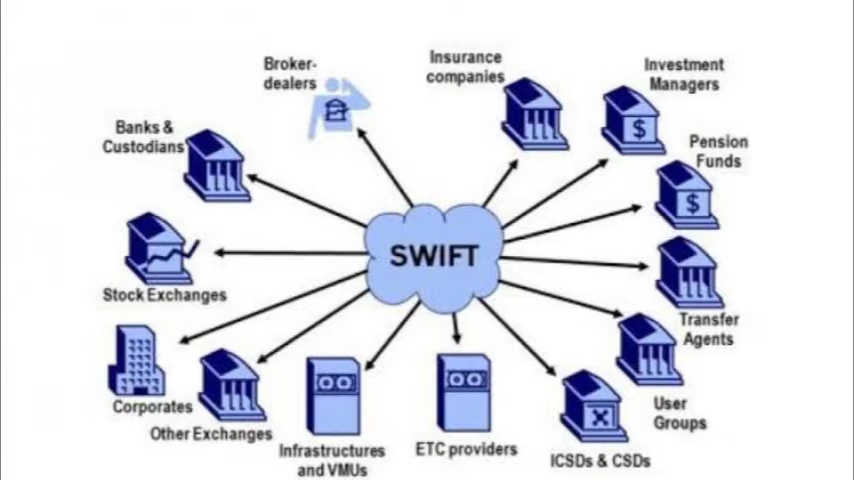 Broker-
dealers
Insurance
companies
Investment
Managers
Banks &
Custodians
Pension
Funds
SWIFT
Stock Exchanges
Transfer
Agents
Corporates
User
Groups
Other Exchanges
Infrastructures
and VMUs
ETC providers
ICSDs & CSDs
$
$